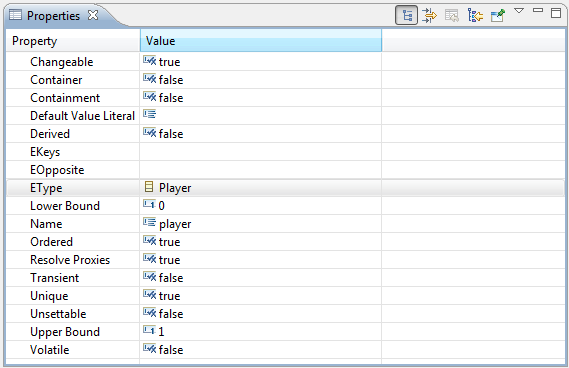 Properties
Property Value
Changeable true
Container false
Containment false
Default Value Literal
Derived false
EKeys
EOpposite
EType Player
Lower Bound 0
Name player
Ordered true
Resolve Proxies true
Transient false
Unique true
Unsettable false
Upper Bound 1
Volatile false